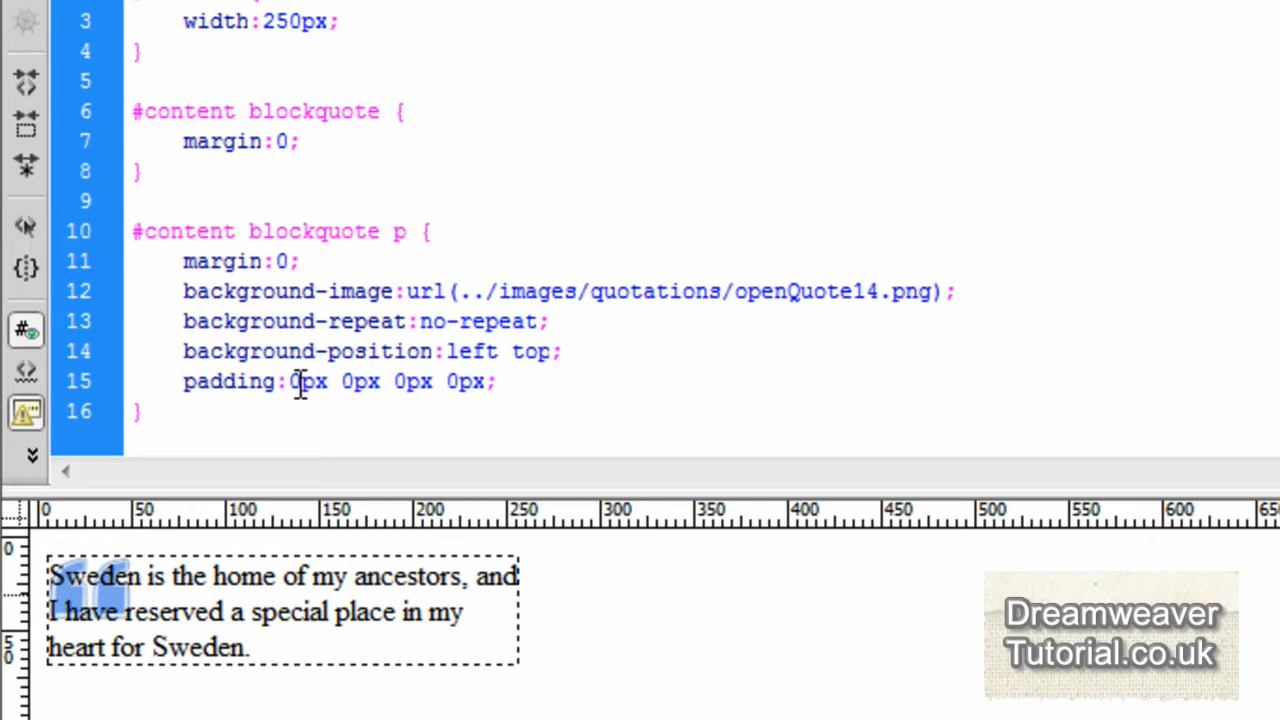 3 width:250px;
4 }
5
6 #content blockquote {
7 margin:0;
8 }
9
10 #content blockquote p {
11 margin:0;
12 background-image:url(../images/quotations/openQuote14.png);
13 background-repeat:no-repeat;
14 background-position:left top;
15 padding:0px 0px 0px 0px;
16 }
0 50 100 150 200 250 300 350 400 450 500 550 600 650
0
50
Sweden is the home of my ancestors, and
I have reserved a special place in my
heart for Sweden.
Dreamweaver
Tutorial.co.uk